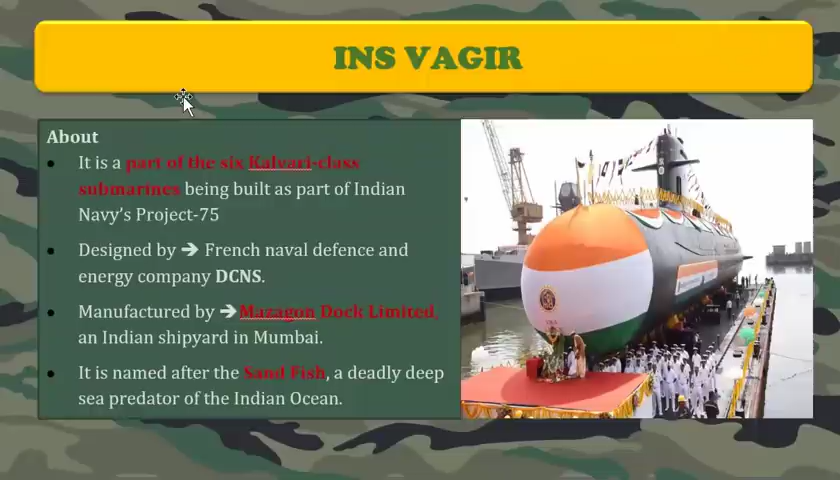 INS VAGIR
About
● It is a part of the six Kalvari-class
submarines being built as part of Indian
Navy’s Project-75
● Designed by ➔ French naval defence and
energy company DCNS.
● Manufactured by ➔Mazagon Dock Limited,
an Indian shipyard in Mumbai.
● It is named after the Sand Fish, a deadly deep
sea predator of the Indian Ocean.